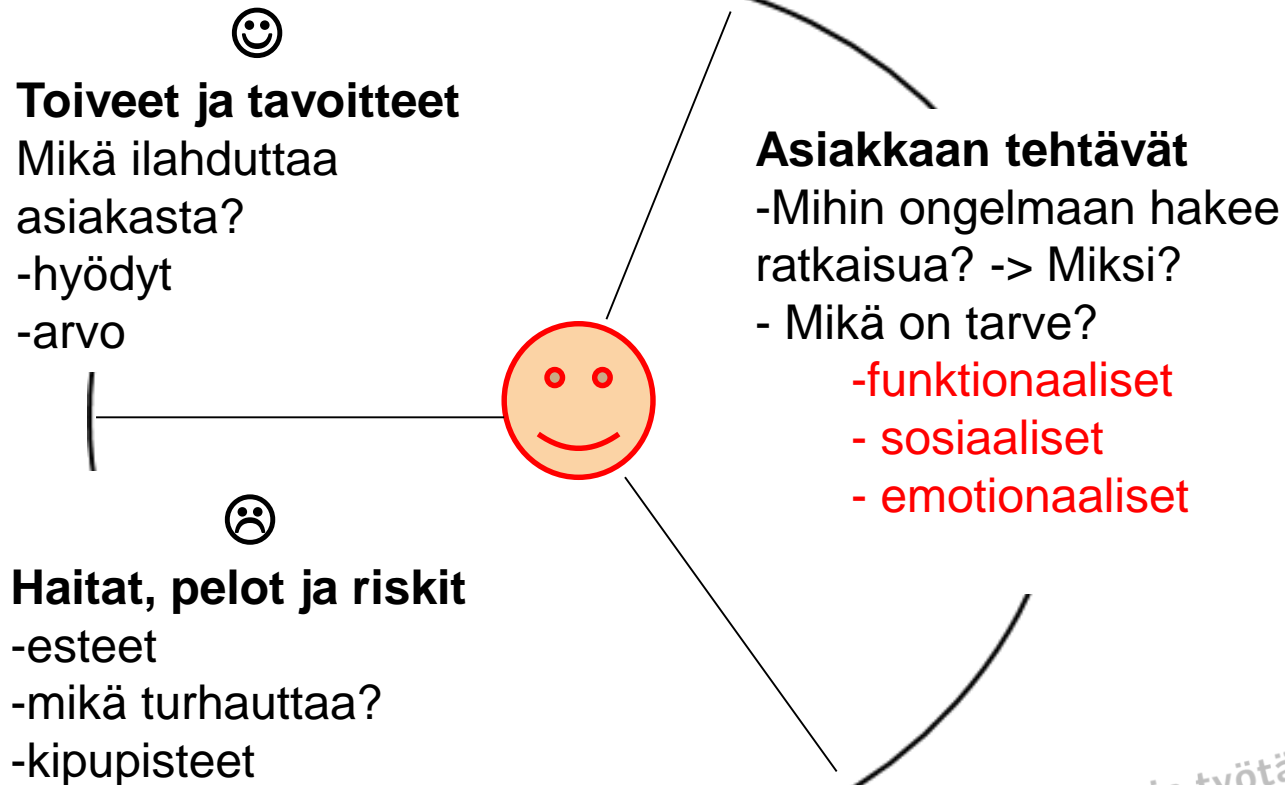 Toiveet ja tavoitteet
Mikä ilahduttaa
asiakasta?
-hyödyt
-arvo
Haitat, pelot ja riskit
-esteet
-mikä turhauttaa?
-kipupisteet
Asiakkaan tehtävät
-Mihin ongelmaan hakee
ratkaisua? -> Miksi?
- Mikä on tarve?
-funktionaaliset
- sosiaaliset
- emotionaaliset